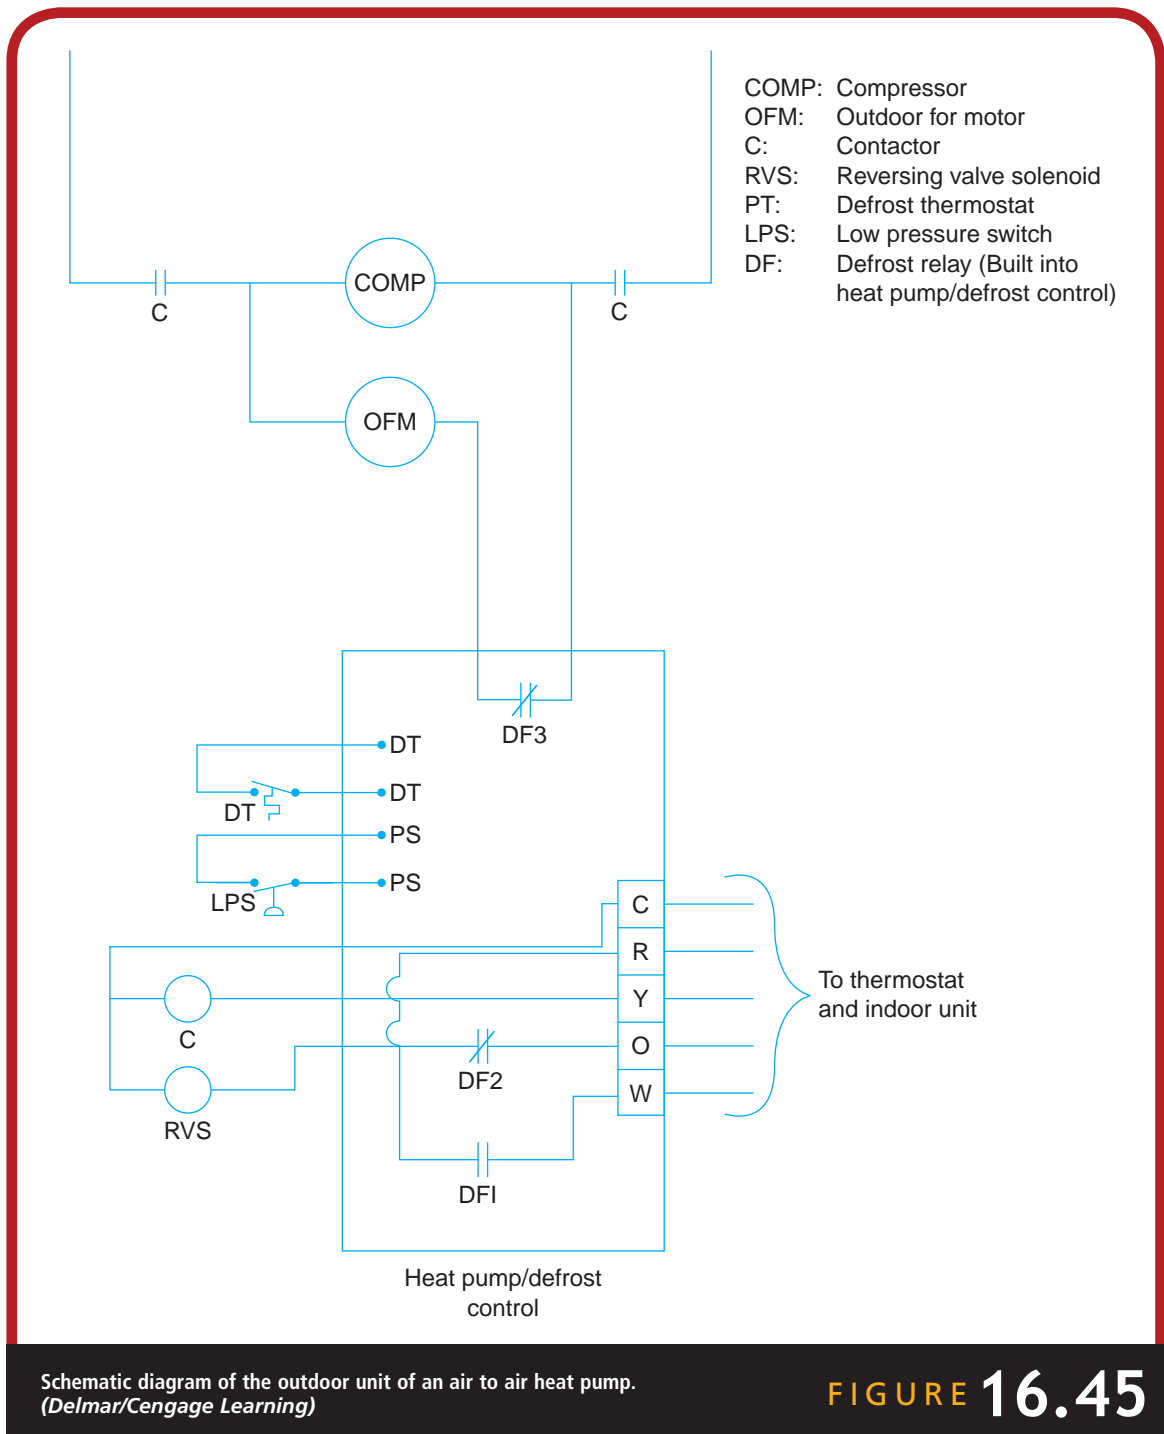 COMP: Compressor
OFM: Outdoor for motor
C: Contactor
RVS: Reversing valve solenoid
PT: Defrost thermostat
LPS: Low pressure switch
DF: Defrost relay (Built into
heat pump/defrost control)
COMP
C
C
OFM
DF3
DT
DT
DT
PS
PS
LPS
C
R
Y
O
W
To thermostat
and indoor unit
C
DF2
RVS
DFI
Heat pump/defrost
control
Schematic diagram of the outdoor unit of an air to air heat pump.
(Delmar/Cengage Learning)
FIGURE 16.45